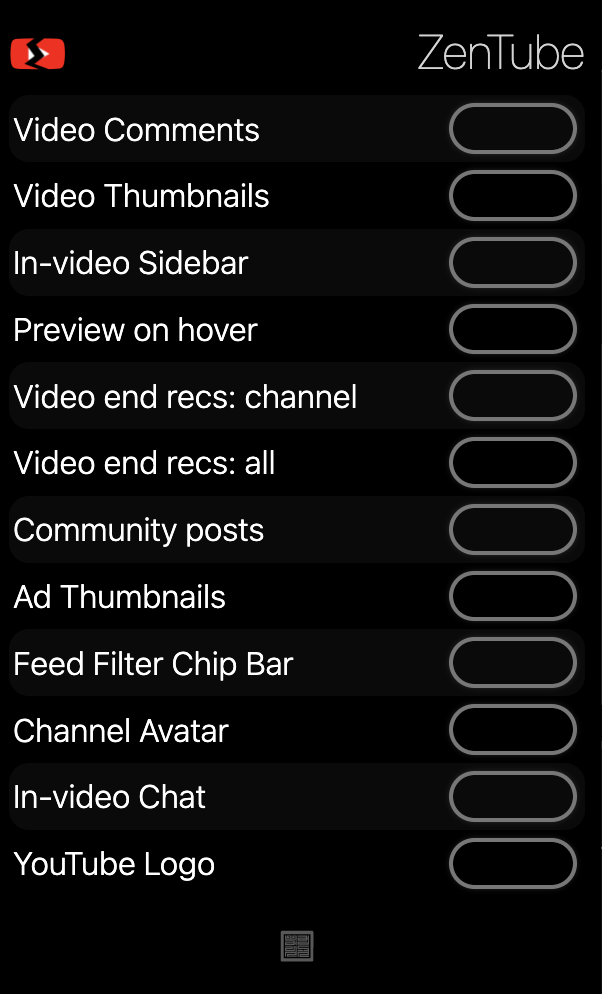 ZenTube
Video Comments
Video Thumbnails
In-video Sidebar
Preview on hover
Video end recs: channel
Video end recs: all
Community posts
Ad Thumbnails
Feed Filter Chip Bar
Channel Avatar
In-video Chat
YouTube Logo